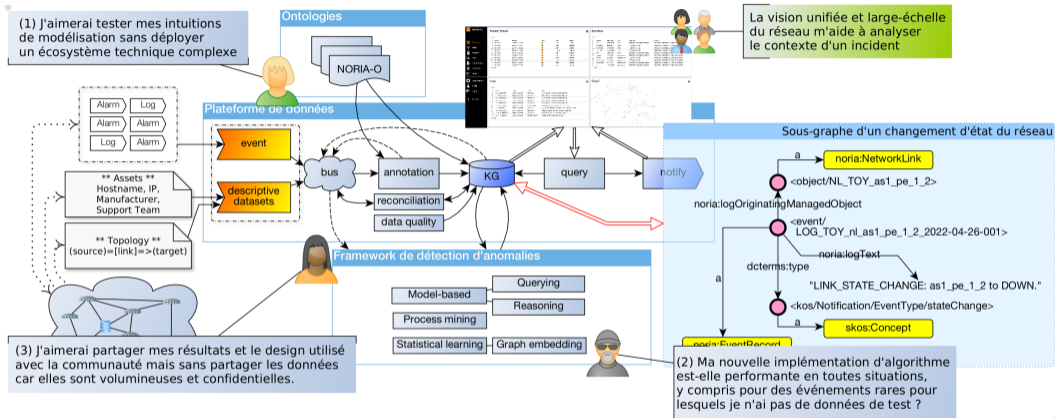 (1) J'aimerai tester mes intuitions
de modélisation sans déployer
un écosystème technique complexe
Ontologies
NORIA-O
La vision unifiée et large-échelle
du réseau m'aide à analyser
le contexte d'un incident
Plateforme de données
Alarm
Log
Alarm
Alarm
Log
Alarm
event
descriptive
datasets
bus
annotation
reconciliation
data quality
KG
query
notify
** Assets **
Hostname, IP,
Manufacturer,
Support Team
** Topology **
(source)=[link]=>(target)
Sous-graphe d'un changement d'état du réseau
a
noria:NetworkLink
<object/NL_TOY_as1_pe_1_2>
noria:logOriginatingManagedObject
<event/
LOG_TOY_nl_as1_pe_1_2_2022-04-26-001>
noria:logText
dcterms:type
a
"LINK_STATE_CHANGE: as1_pe_1_2 to DOWN."
<kos/Notification/EventType/stateChange>
a
skos:Concept
noria:EventRecord
Framework de détection d'anomalies
Model-based
Querying
Reasoning
Process mining
Statistical learning
Graph embedding
(3) J'aimerai partager mes résultats et le design utilisé
avec la communauté mais sans partager les données
car elles sont volumineuses et confidentielles.
(2) Ma nouvelle implémentation d'algorithme
est-elle performante en toutes situations,
y compris pour des événements rares pour
lesquels je n'ai pas de données de test ?